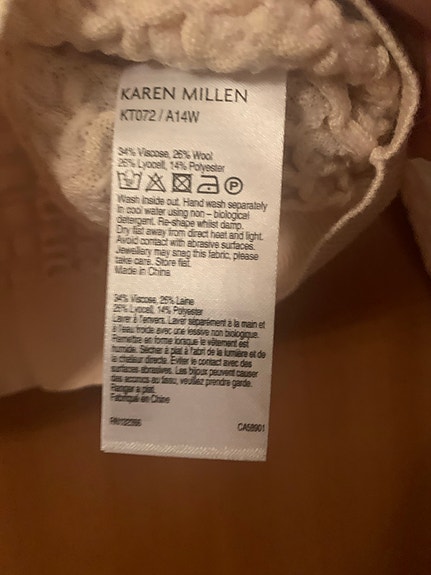 KAREN MILLEN
KT072 / A14W
34% Viscose, 26% Wool
26% Lyocell, 14% Polyester
P
Wash inside out. Hand wash separately
in cool water using non - biological
detergent. Re-shape whilst damp.
Dry flat away from direct heat and light.
Avoid contact with abrasive surfaces.
Jewellery may snag this fabric, please
take care. Store flat.
Made in China
34% Viscose, 26% Laine
26% Lyocell, 14% Polyester
Laver à l'envers. Laver séparément à la main et
à l'eau froide avec une lessive non biologique.
Remettre en forme lorsque le vêtement est
humide. Sécher à plat à l'abri de la lumière et de
la chaleur directe. Eviter le contact avec des
surfaces abrasives. Les bijoux peuvent causer
des accrocs au tissu, veuillez prendre garde.
Ranger à plat.
Fabriqué en Chine
CA58901